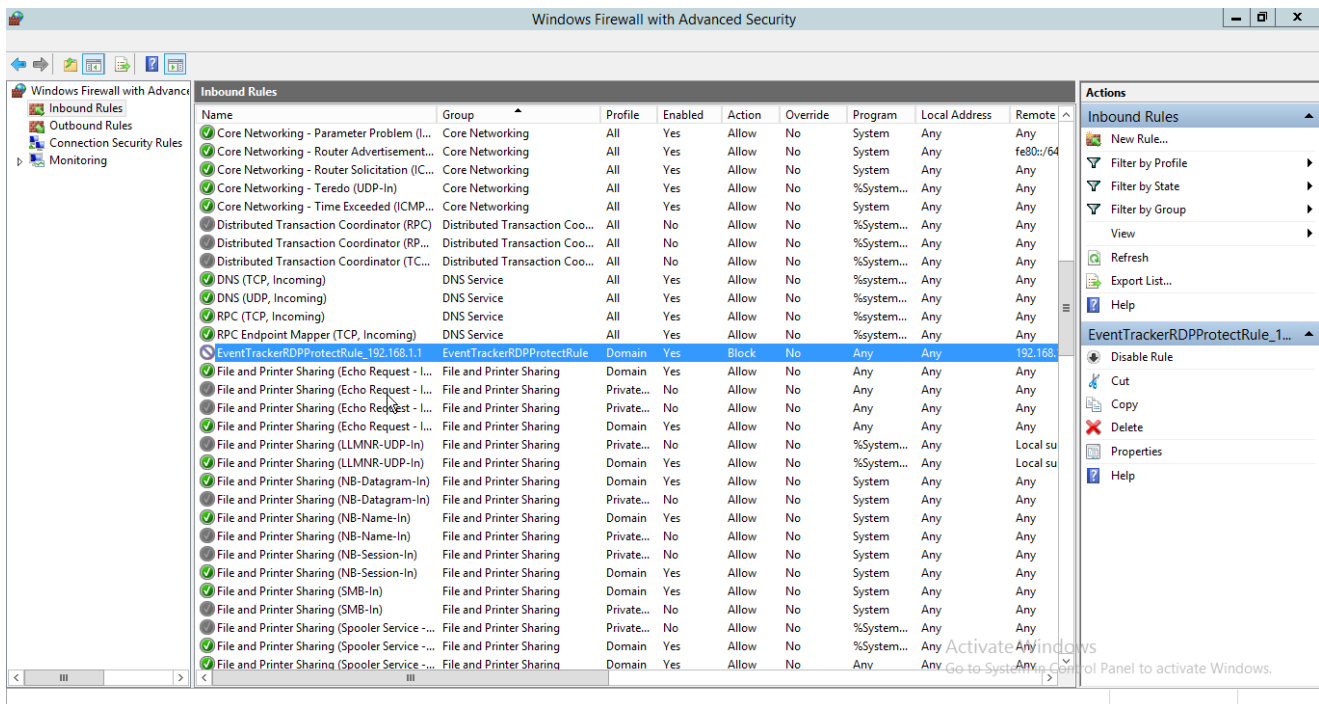 Windows Firewall with Advanced Security
Windows Firewall with Advance
Inbound Rules
Outbound Rules
Connection Security Rules
Monitoring
Inbound Rules
Name Group Profile Enabled Action Override Program Local Address Remote
Core Networking - Parameter Problem (I... Core Networking All Yes Allow No System Any Any
Core Networking - Router Advertisement... Core Networking All Yes Allow No System Any fe80::/64
Core Networking - Router Solicitation (IC... Core Networking All Yes Allow No System Any Any
Core Networking - Teredo (UDP-In) Core Networking All Yes Allow No %System... Any Any
Core Networking - Time Exceeded (ICMP... Core Networking All Yes Allow No System Any Any
Distributed Transaction Coordinator (RPC) Distributed Transaction Coo... All No Allow No %System... Any Any
Distributed Transaction Coordinator (RP... Distributed Transaction Coo... All No Allow No %System... Any Any
Distributed Transaction Coordinator (TC... Distributed Transaction Coo... All No Allow No %System... Any Any
DNS (TCP, Incoming) DNS Service All Yes Allow No %system... Any Any
DNS (UDP, Incoming) DNS Service All Yes Allow No %system... Any Any
RPC (TCP, Incoming) DNS Service All Yes Allow No %system... Any Any
RPC Endpoint Mapper (TCP, Incoming) DNS Service All Yes Allow No %system... Any Any
EventTrackerRDPProtectRule_192.168.1.1 EventTrackerRDPProtectRule Domain Yes Block No Any Any 192.168.
File and Printer Sharing (Echo Request - I... File and Printer Sharing Domain Yes Allow No Any Any Any
File and Printer Sharing (Echo Request - I... File and Printer Sharing Private... No Allow No Any Any Any
File and Printer Sharing (Echo Request - I... File and Printer Sharing Private... No Allow No Any Any Any
File and Printer Sharing (Echo Request - I... File and Printer Sharing Domain Yes Allow No Any Any Any
File and Printer Sharing (LLMNR-UDP-In) File and Printer Sharing Private... No Allow No %System... Any Local su
File and Printer Sharing (LLMNR-UDP-In) File and Printer Sharing Domain Yes Allow No %System... Any Local su
File and Printer Sharing (NB-Datagram-In) File and Printer Sharing Domain Yes Allow No System Any Any
File and Printer Sharing (NB-Datagram-In) File and Printer Sharing Private... No Allow No System Any Any
File and Printer Sharing (NB-Name-In) File and Printer Sharing Domain Yes Allow No System Any Any
File and Printer Sharing (NB-Name-In) File and Printer Sharing Private... No Allow No System Any Any
File and Printer Sharing (NB-Session-In) File and Printer Sharing Private... No Allow No System Any Any
File and Printer Sharing (NB-Session-In) File and Printer Sharing Domain Yes Allow No System Any Any
File and Printer Sharing (SMB-In) File and Printer Sharing Domain Yes Allow No System Any Any
File and Printer Sharing (SMB-In) File and Printer Sharing Private... No Allow No System Any Any
File and Printer Sharing (Spooler Service -... File and Printer Sharing Private... No Allow No %System... Any Any
File and Printer Sharing (Spooler Service -... File and Printer Sharing Domain Yes Allow No %System... Any Any
File and Printer Sharing (Spooler Service -... File and Printer Sharing Domain Yes Allow No Any Any Any
Actions
Inbound Rules
New Rule...
Filter by Profile
Filter by State
Filter by Group
View
Refresh
Export List...
Help
EventTrackerRDPProtectRule_1...
Disable Rule
Cut
Copy
Delete
Properties
Help
Activate Windows
Go to System in Control Panel to activate Windows.